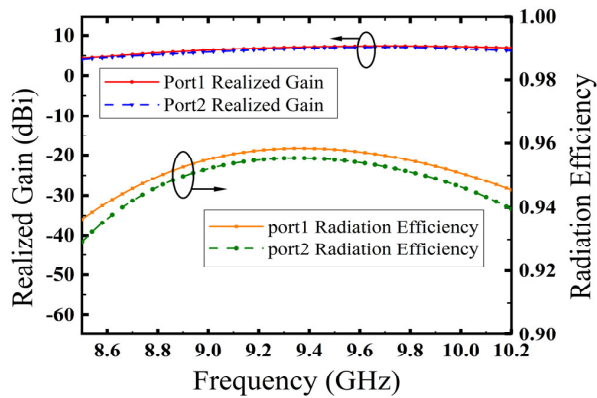 Realized Gain (dBi)
10
0
-10
-20
-30
-40
-50
-60
Port1 Realized Gain
Port2 Realized Gain
port1 Radiation Efficiency
port2 Radiation Efficiency
1.00
0.98
0.96
0.94
0.92
0.90
Radiation Efficiency
8.6 8.8 9.0 9.2 9.4 9.6 9.8 10.0 10.2
Frequency (GHz)